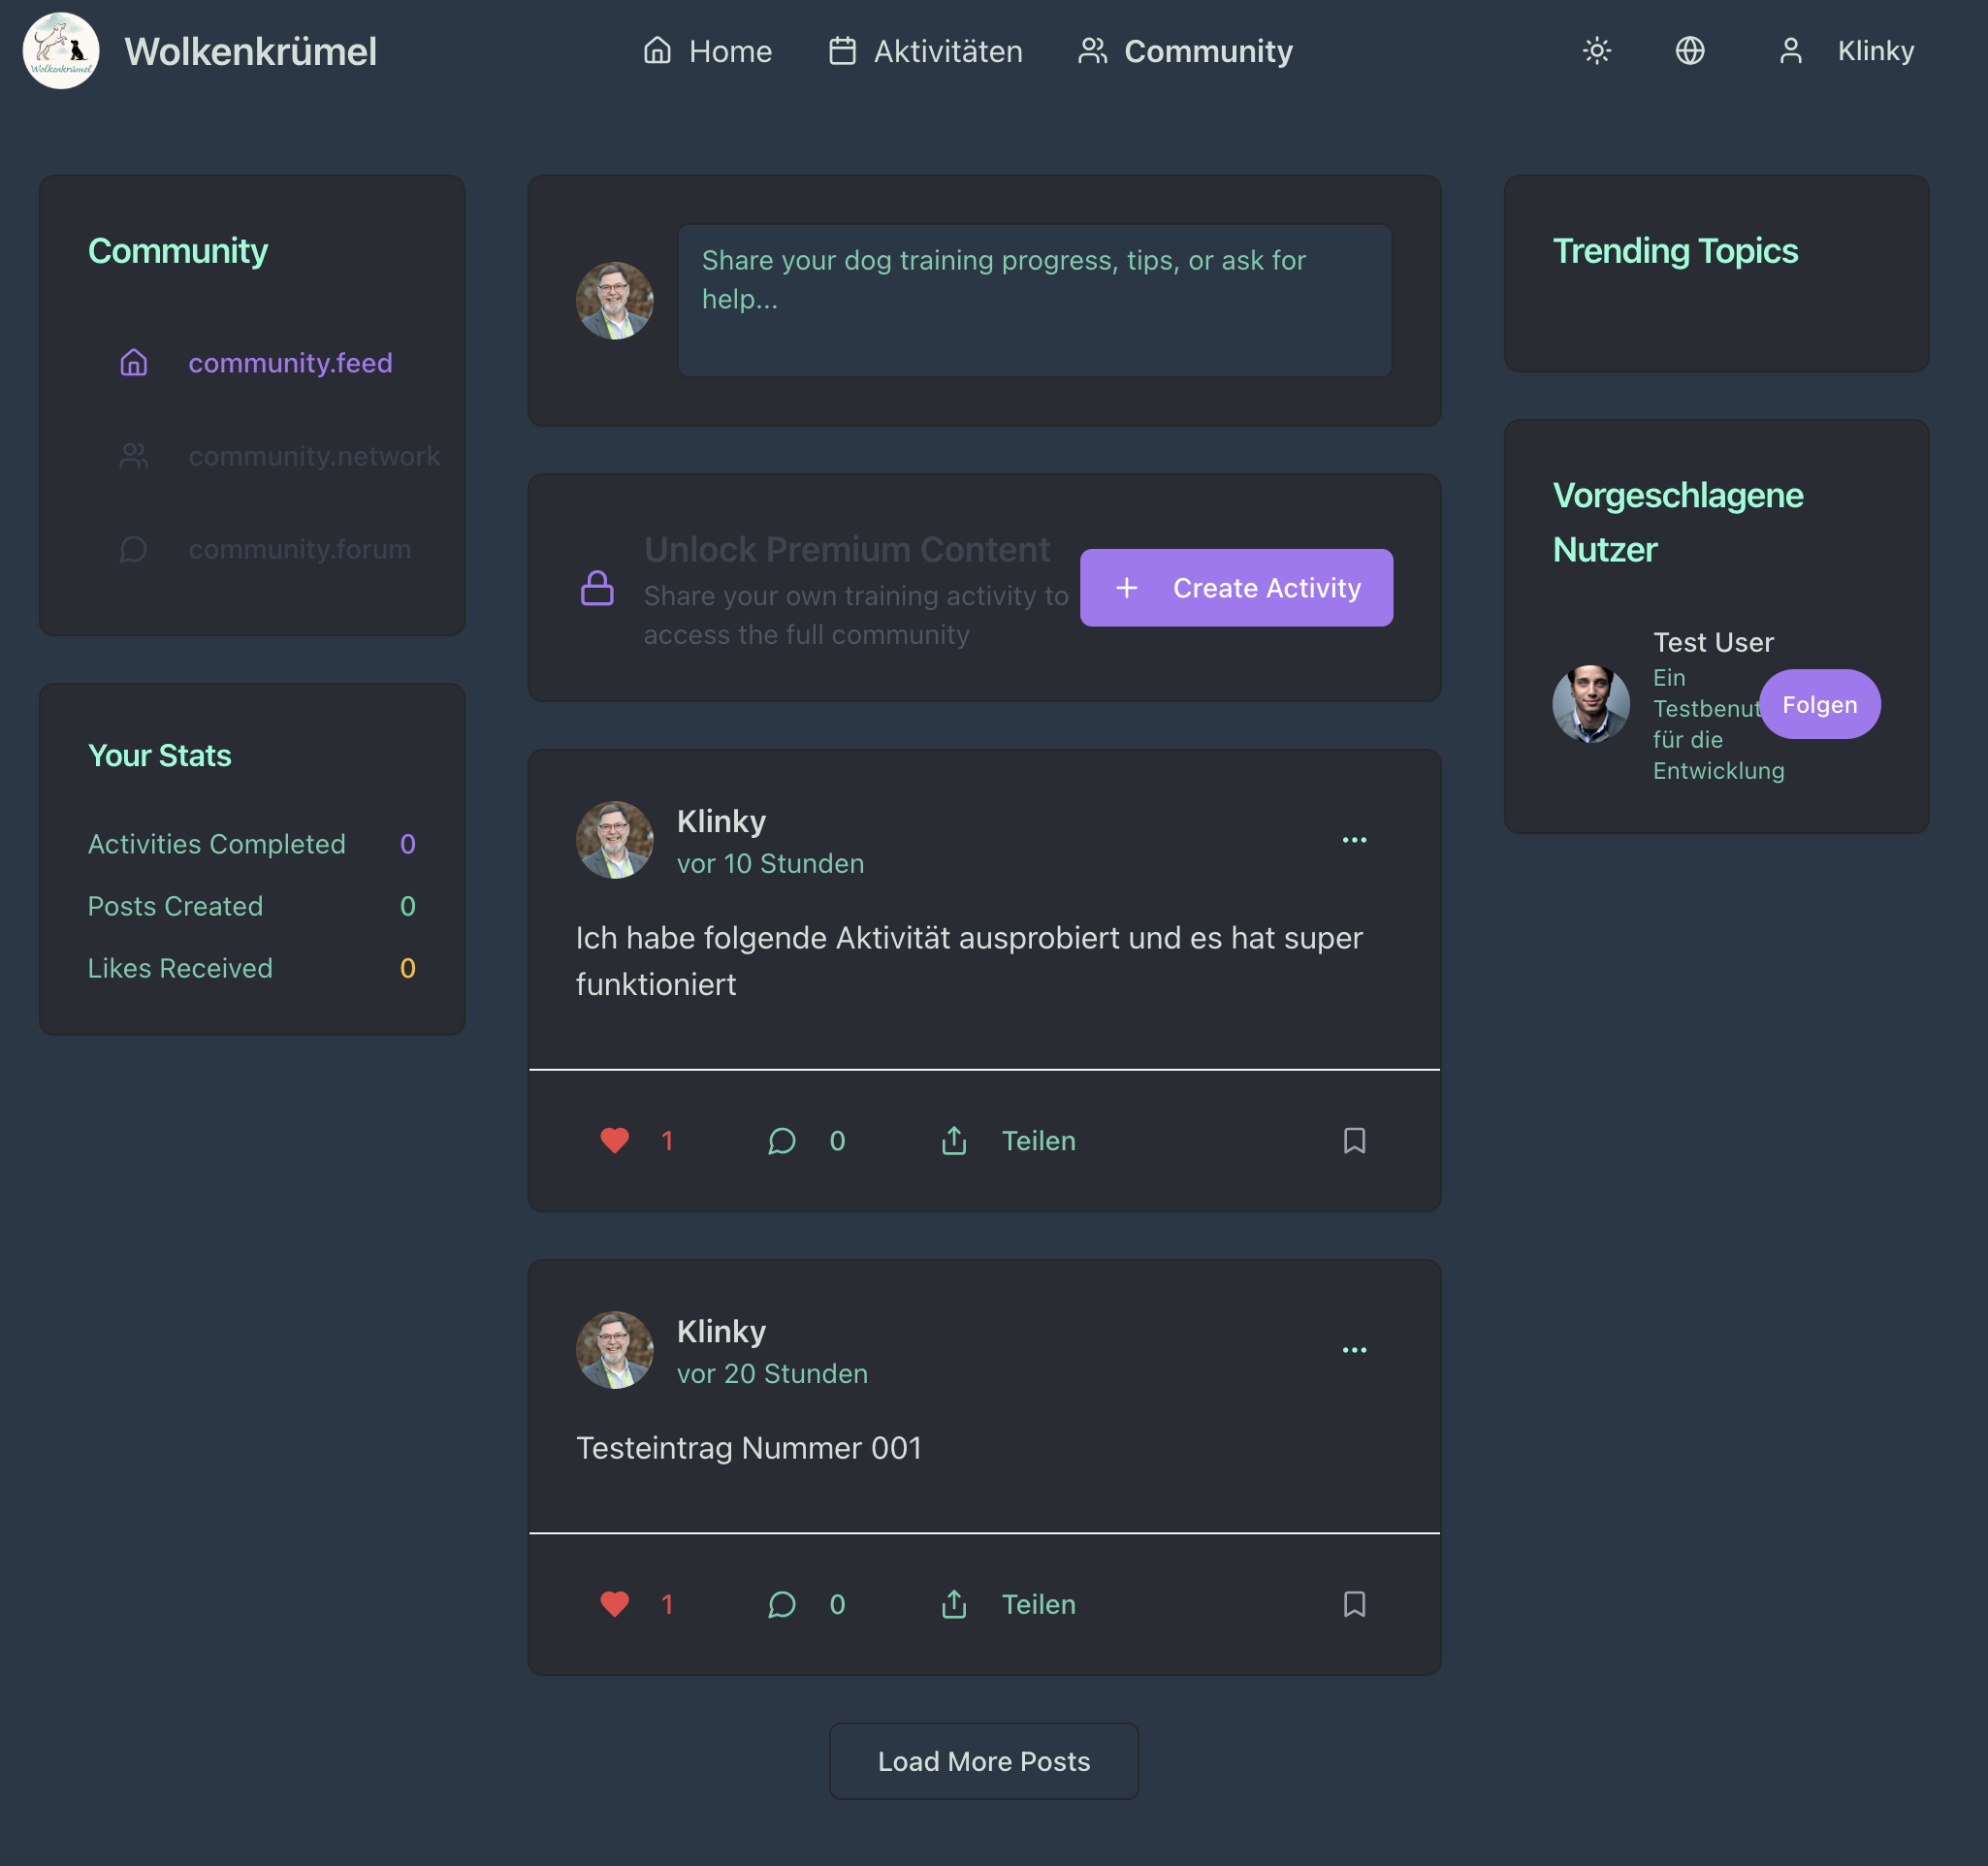 Wolkenkrümel
Wolkenkrümel
Home
Aktivitäten
Community
Klinky
Community
community.feed
community.network
community.forum
Your Stats
Activities Completed 0
Posts Created 0
Likes Received 0
Share your dog training progress, tips, or ask for
help...
Unlock Premium Content
Share your own training activity to
access the full community
Create Activity
Klinky
vor 10 Stunden
Ich habe folgende Aktivität ausprobiert und es hat super
funktioniert
1 0 Teilen
Klinky
vor 20 Stunden
Testeintrag Nummer 001
1 0 Teilen
Load More Posts
Trending Topics
Vorgeschlagene
Nutzer
Test User
Ein
Testbenut
für die
Entwicklung
Folgen